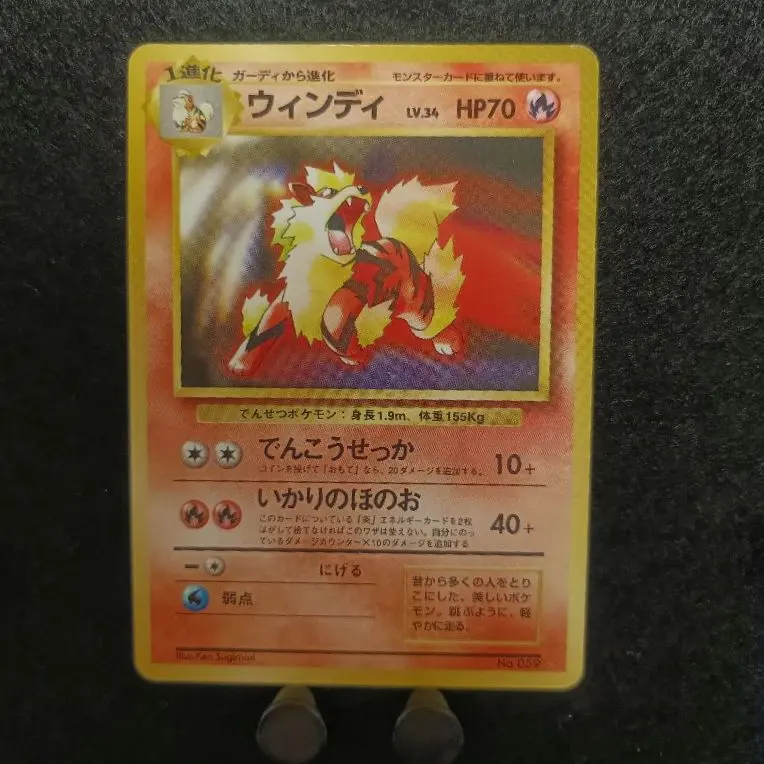 1進化 ガーディから進化 モンスターカードに重ねて使います。
ウィンディ LV.34 HP70
でんせつポケモン：身長1.9m、体重155Kg
でんこうせっか 10+
コインを投げて「おもて」なら、20ダメージを追加する。
いかりのほのお 40+
このカードについている「炎」エネルギーカードを2枚
はがして捨てなければこのワザは使えない。自分にのっ
ているダメージカウンター×10のダメージを追加する
にげる
弱点
昔から多くの人をとり
こにした、美しいポケ
モン。跳ぶように、軽
やかに走る。
Illus. Ken Sugimori
No.059